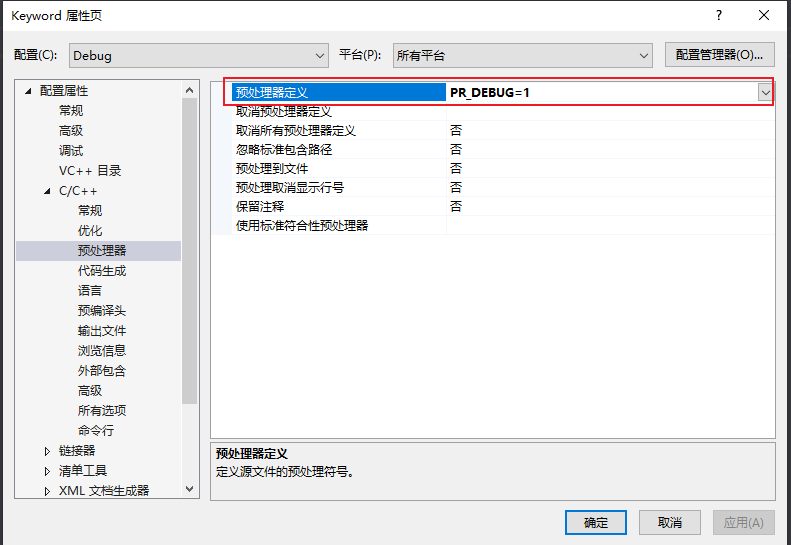 Keyword 属性页
配置(C): Debug 平台(P): 所有平台 配置管理器(O)...
配置属性
常规
高级
调试
VC++ 目录
C/C++
常规
优化
预处理器
代码生成
语言
预编译头
输出文件
浏览信息
外部包含
高级
所有选项
命令行
链接器
清单工具
XML 文档生成器
预处理器定义 PR_DEBUG=1
取消预处理器定义
取消所有预处理器定义 否
忽略标准包含路径 否
预处理到文件 否
预处理取消显示行号 否
保留注释 否
使用标准符合性预处理器
预处理器定义
定义源文件的预处理符号。
确定 取消 应用(A)